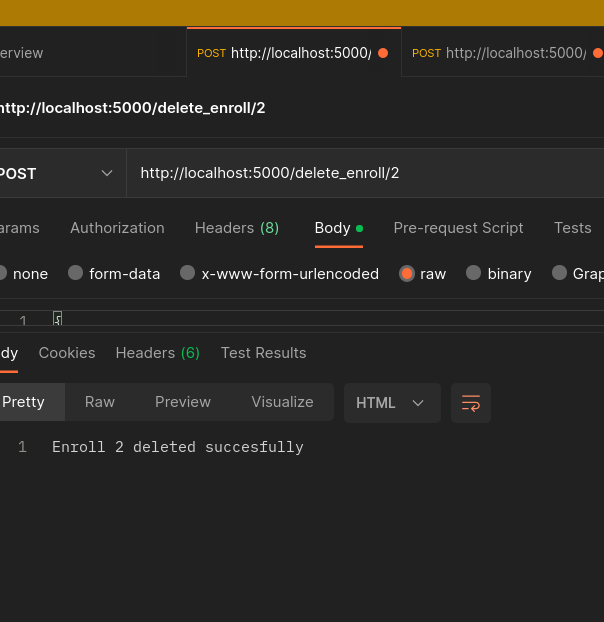 erview POST http://localhost:5000/ POST http://localhost:5000/
http://localhost:5000/delete_enroll/2
POST http://localhost:5000/delete_enroll/2
arams Authorization Headers (8) Body Pre-request Script Tests
none form-data x-www-form-urlencoded raw binary Grap
1 {
dy Cookies Headers (6) Test Results
Pretty Raw Preview Visualize HTML
1 Enroll 2 deleted succesfully